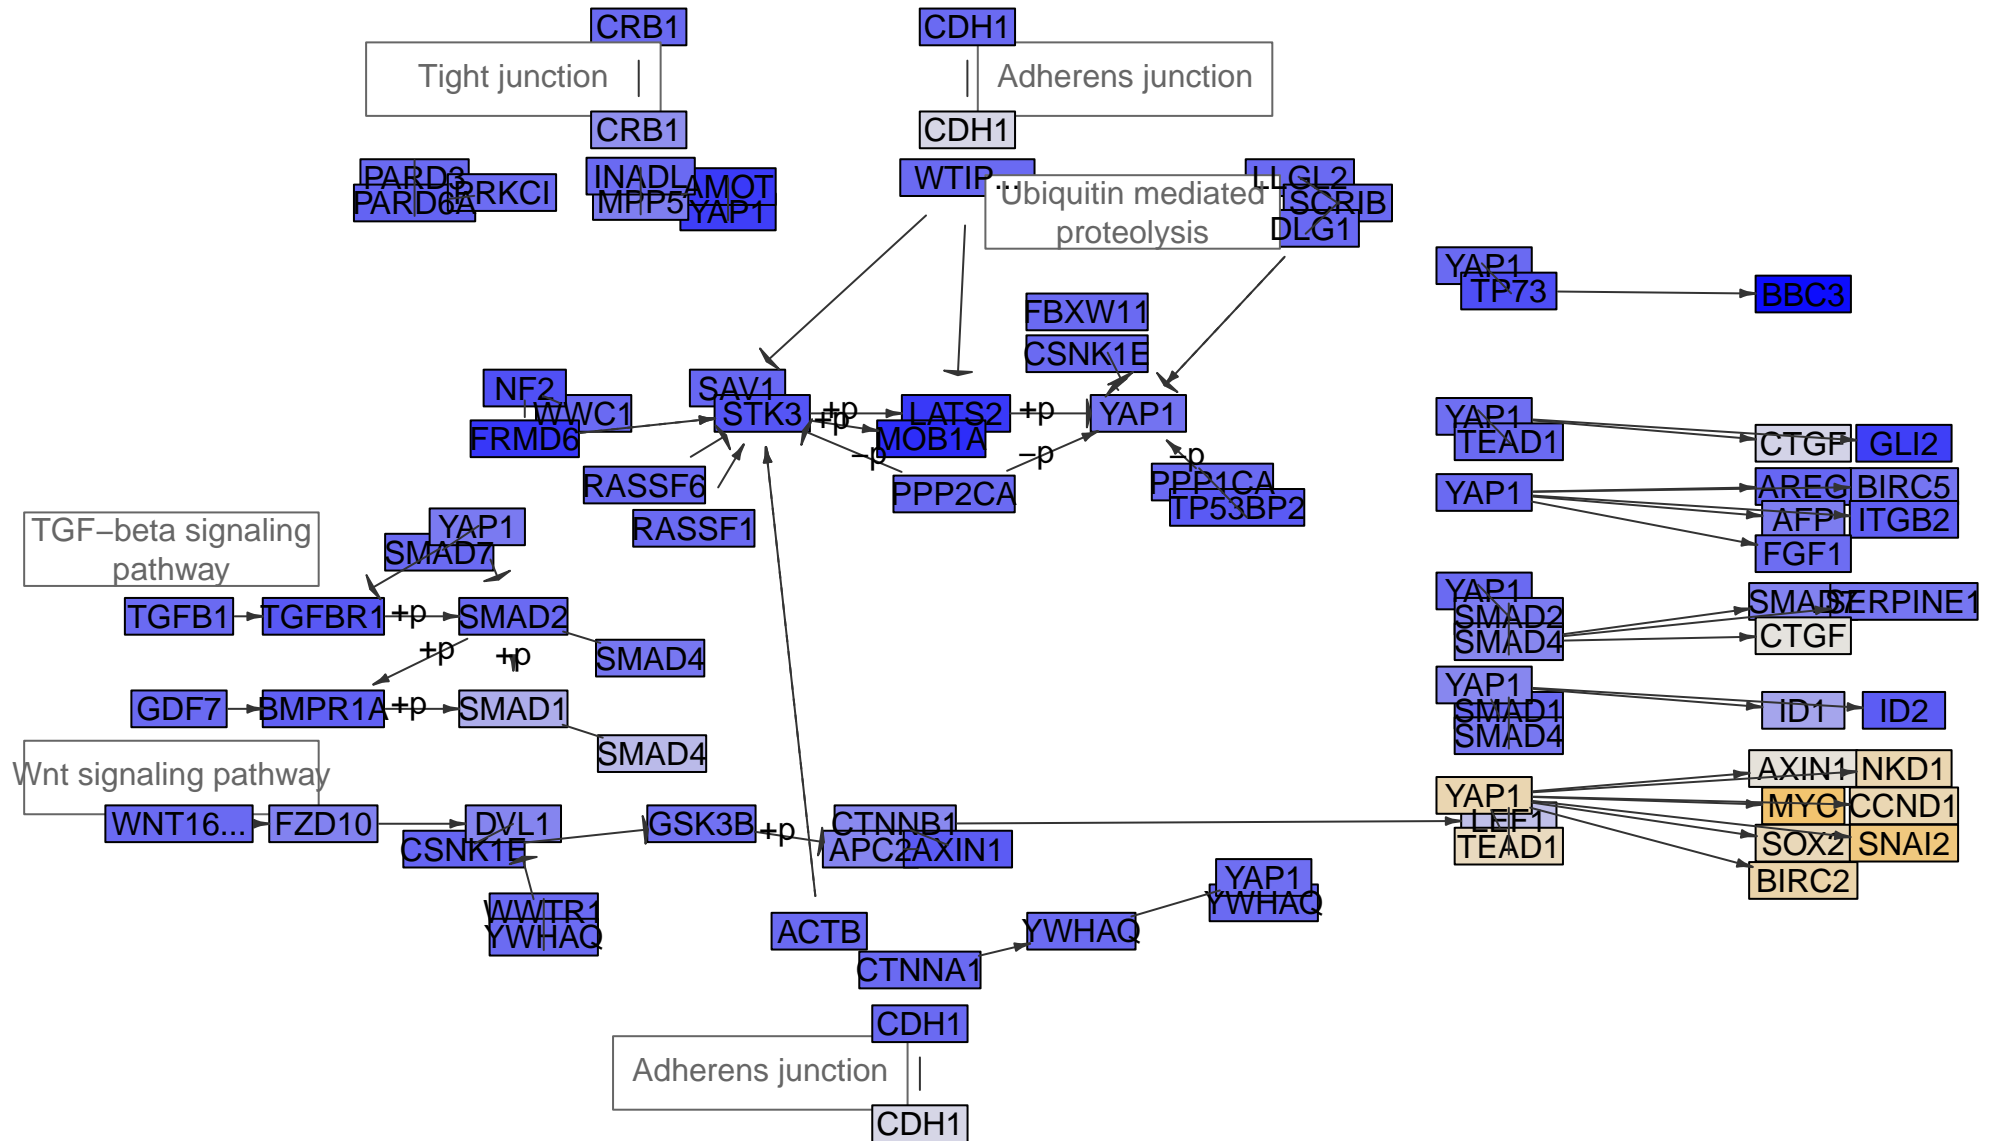 CRB1
CDH1
Tight junction
Adherens junction
CRB1
CDH1
PARD3
PARD6A
PRKCI
INADL
MPP5
AMOT
YAP1
WTIP...
Ubiquitin mediated
proteolysis
LLGL2
SCRIB
DLG1
YAP1
TP73
BBC3
FBXW11
CSNK1E
NF2
WWC1
FRMD6
SAV1
STK3
+p
+p
LATS2
MOB1A
+p
YAP1
YAP1
TEAD1
CTGF
GLI2
−p
−p
−p
RASSF6
RASSF1
PPP2CA
PPP1CA
TP53BP2
YAP1
AREG
BIRC5
AFP
ITGB2
FGF1
TGF−beta signaling
pathway
YAP1
SMAD7
TGFB1
TGFBR1
+p
SMAD2
SMAD4
+p
+p
YAP1
SMAD2
SMAD4
SMAD7
SERPINE1
CTGF
GDF7
BMPR1A
+p
SMAD1
SMAD4
YAP1
SMAD1
SMAD4
ID1
ID2
Wnt signaling pathway
WNT16...
FZD10
DVL1
CSNK1E
GSK3B
+p
CTNNB1
APC2
AXIN1
YAP1
LEF1
TEAD1
AXIN1
NKD1
MYC
CCND1
SOX2
SNAI2
BIRC2
WWTR1
YWHAQ
ACTB
CTNNA1
YWHAQ
YAP1
YWHAQ
CDH1
Adherens junction
CDH1